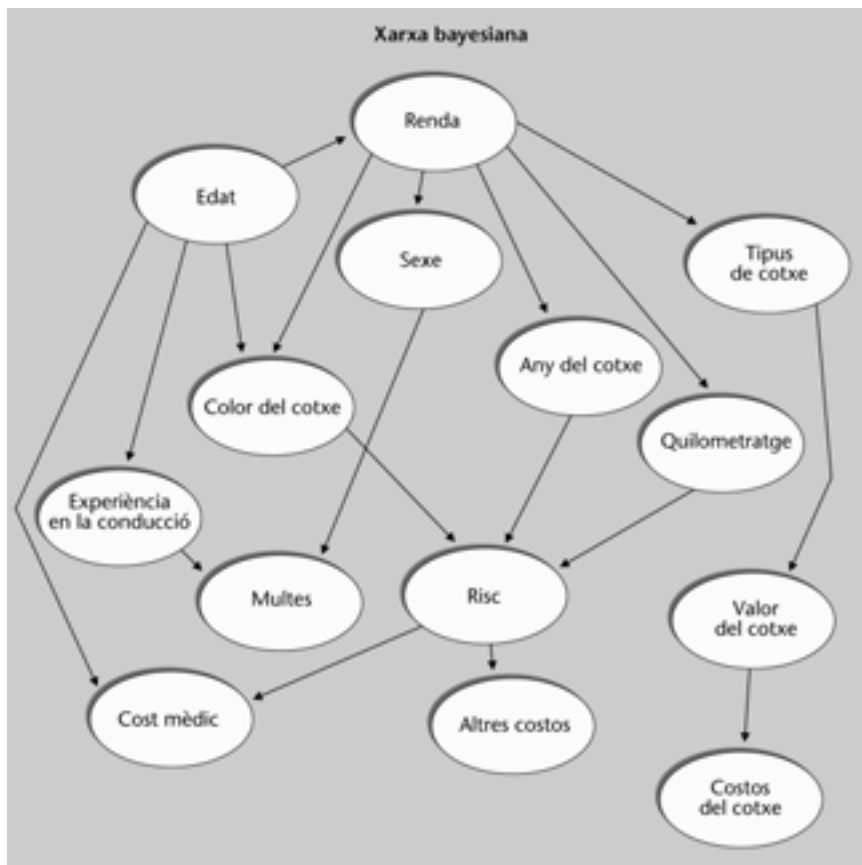 Xarxa bayesiana
Renda
Edat
Sexe
Tipus
de cotxe
Any del cotxe
Color del cotxe
Quilometratge
Experiència
en la conducció
Multes
Risc
Valor
del cotxe
Cost mèdic
Altres costos
Costos
del cotxe